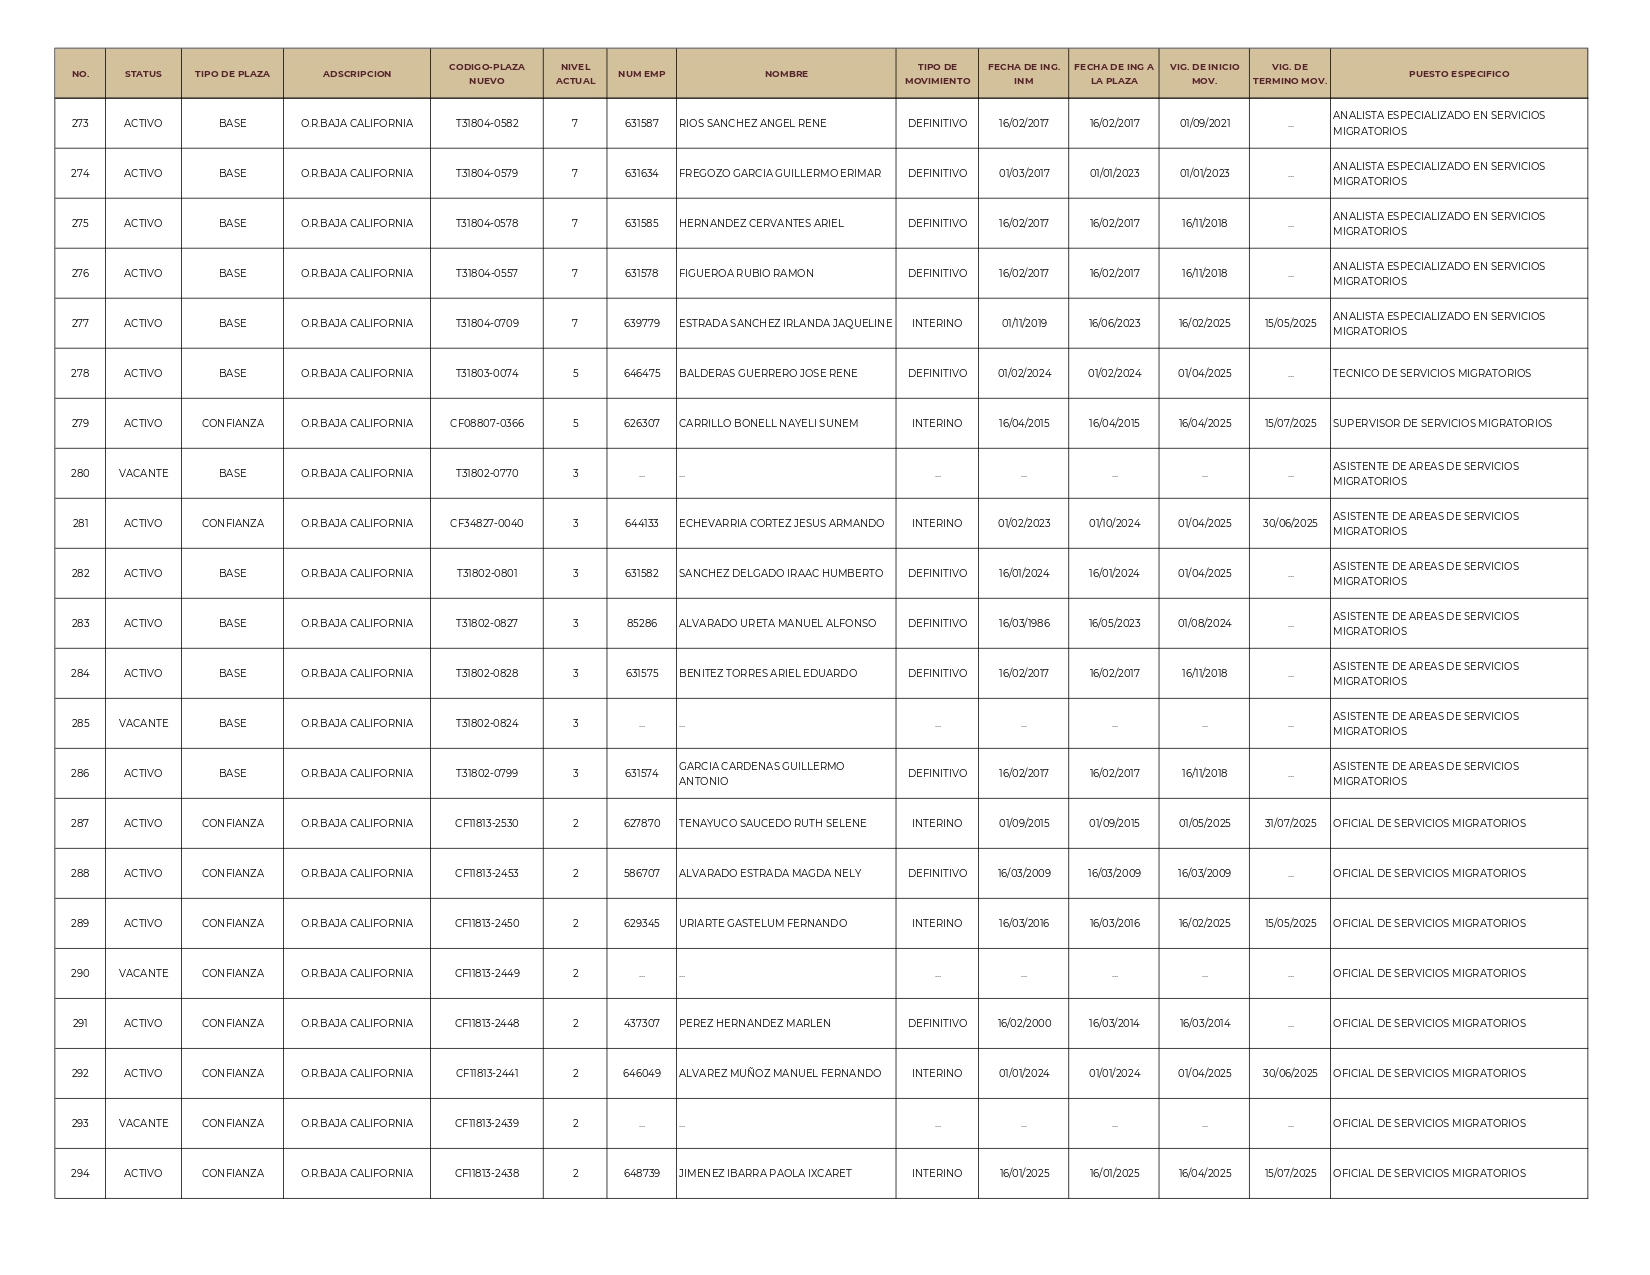 NO. STATUS TIPO DE PLAZA ADSCRIPCION CODIGO-PLAZA NUEVO NIVEL ACTUAL NUM EMP NOMBRE TIPO DE MOVIMIENTO FECHA DE ING. INM FECHA DE ING A LA PLAZA VIG. DE INICIO MOV. VIG. DE TERMINO MOV. PUESTO ESPECIFICO
273 ACTIVO BASE O.R.BAJA CALIFORNIA T31804-0582 7 631587 RIOS SANCHEZ ANGEL RENE DEFINITIVO 16/02/2017 16/02/2017 01/09/2021 ... ANALISTA ESPECIALIZADO EN SERVICIOS MIGRATORIOS
274 ACTIVO BASE O.R.BAJA CALIFORNIA T31804-0579 7 631634 FREGOZO GARCIA GUILLERMO ERIMAR DEFINITIVO 01/03/2017 01/01/2023 01/01/2023 ... ANALISTA ESPECIALIZADO EN SERVICIOS MIGRATORIOS
275 ACTIVO BASE O.R.BAJA CALIFORNIA T31804-0578 7 631585 HERNANDEZ CERVANTES ARIEL DEFINITIVO 16/02/2017 16/02/2017 16/11/2018 ... ANALISTA ESPECIALIZADO EN SERVICIOS MIGRATORIOS
276 ACTIVO BASE O.R.BAJA CALIFORNIA T31804-0557 7 631578 FIGUEROA RUBIO RAMON DEFINITIVO 16/02/2017 16/02/2017 16/11/2018 ... ANALISTA ESPECIALIZADO EN SERVICIOS MIGRATORIOS
277 ACTIVO BASE O.R.BAJA CALIFORNIA T31804-0709 7 639779 ESTRADA SANCHEZ IRLANDA JAQUELINE INTERINO 01/11/2019 16/06/2023 16/02/2025 15/05/2025 ANALISTA ESPECIALIZADO EN SERVICIOS MIGRATORIOS
278 ACTIVO BASE O.R.BAJA CALIFORNIA T31803-0074 5 646475 BALDERAS GUERRERO JOSE RENE DEFINITIVO 01/02/2024 01/02/2024 01/04/2025 ... TECNICO DE SERVICIOS MIGRATORIOS
279 ACTIVO CONFIANZA O.R.BAJA CALIFORNIA CF08807-0366 5 626307 CARRILLO BONELL NAYELI SUNEM INTERINO 16/04/2015 16/04/2015 16/04/2025 15/07/2025 SUPERVISOR DE SERVICIOS MIGRATORIOS
280 VACANTE BASE O.R.BAJA CALIFORNIA T31802-0770 3 ... ... ... ... ... ... ... ASISTENTE DE AREAS DE SERVICIOS MIGRATORIOS
281 ACTIVO CONFIANZA O.R.BAJA CALIFORNIA CF34827-0040 3 644133 ECHEVARRIA CORTEZ JESUS ARMANDO INTERINO 01/02/2023 01/10/2024 01/04/2025 30/06/2025 ASISTENTE DE AREAS DE SERVICIOS MIGRATORIOS
282 ACTIVO BASE O.R.BAJA CALIFORNIA T31802-0801 3 631582 SANCHEZ DELGADO IRAAC HUMBERTO DEFINITIVO 16/01/2024 16/01/2024 01/04/2025 ... ASISTENTE DE AREAS DE SERVICIOS MIGRATORIOS
283 ACTIVO BASE O.R.BAJA CALIFORNIA T31802-0827 3 85286 ALVARADO URETA MANUEL ALFONSO DEFINITIVO 16/03/1986 16/05/2023 01/08/2024 ... ASISTENTE DE AREAS DE SERVICIOS MIGRATORIOS
284 ACTIVO BASE O.R.BAJA CALIFORNIA T31802-0828 3 631575 BENITEZ TORRES ARIEL EDUARDO DEFINITIVO 16/02/2017 16/02/2017 16/11/2018 ... ASISTENTE DE AREAS DE SERVICIOS MIGRATORIOS
285 VACANTE BASE O.R.BAJA CALIFORNIA T31802-0824 3 ... ... ... ... ... ... ... ASISTENTE DE AREAS DE SERVICIOS MIGRATORIOS
286 ACTIVO BASE O.R.BAJA CALIFORNIA T31802-0799 3 631574 GARCIA CARDENAS GUILLERMO ANTONIO DEFINITIVO 16/02/2017 16/02/2017 16/11/2018 ... ASISTENTE DE AREAS DE SERVICIOS MIGRATORIOS
287 ACTIVO CONFIANZA O.R.BAJA CALIFORNIA CF11813-2530 2 627870 TENAYUCO SAUCEDO RUTH SELENE INTERINO 01/09/2015 01/09/2015 01/05/2025 31/07/2025 OFICIAL DE SERVICIOS MIGRATORIOS
288 ACTIVO CONFIANZA O.R.BAJA CALIFORNIA CF11813-2453 2 586707 ALVARADO ESTRADA MAGDA NELY DEFINITIVO 16/03/2009 16/03/2009 16/03/2009 ... OFICIAL DE SERVICIOS MIGRATORIOS
289 ACTIVO CONFIANZA O.R.BAJA CALIFORNIA CF11813-2450 2 629345 URIARTE GASTELUM FERNANDO INTERINO 16/03/2016 16/03/2016 16/02/2025 15/05/2025 OFICIAL DE SERVICIOS MIGRATORIOS
290 VACANTE CONFIANZA O.R.BAJA CALIFORNIA CF11813-2449 2 ... ... ... ... ... ... ... OFICIAL DE SERVICIOS MIGRATORIOS
291 ACTIVO CONFIANZA O.R.BAJA CALIFORNIA CF11813-2448 2 437307 PEREZ HERNANDEZ MARLEN DEFINITIVO 16/02/2000 16/03/2014 16/03/2014 ... OFICIAL DE SERVICIOS MIGRATORIOS
292 ACTIVO CONFIANZA O.R.BAJA CALIFORNIA CF11813-2441 2 646049 ALVAREZ MUÑOZ MANUEL FERNANDO INTERINO 01/01/2024 01/01/2024 01/04/2025 30/06/2025 OFICIAL DE SERVICIOS MIGRATORIOS
293 VACANTE CONFIANZA O.R.BAJA CALIFORNIA CF11813-2439 2 ... ... ... ... ... ... ... OFICIAL DE SERVICIOS MIGRATORIOS
294 ACTIVO CONFIANZA O.R.BAJA CALIFORNIA CF11813-2438 2 648739 JIMENEZ IBARRA PAOLA IXCARET INTERINO 16/01/2025 16/01/2025 16/04/2025 15/07/2025 OFICIAL DE SERVICIOS MIGRATORIOS